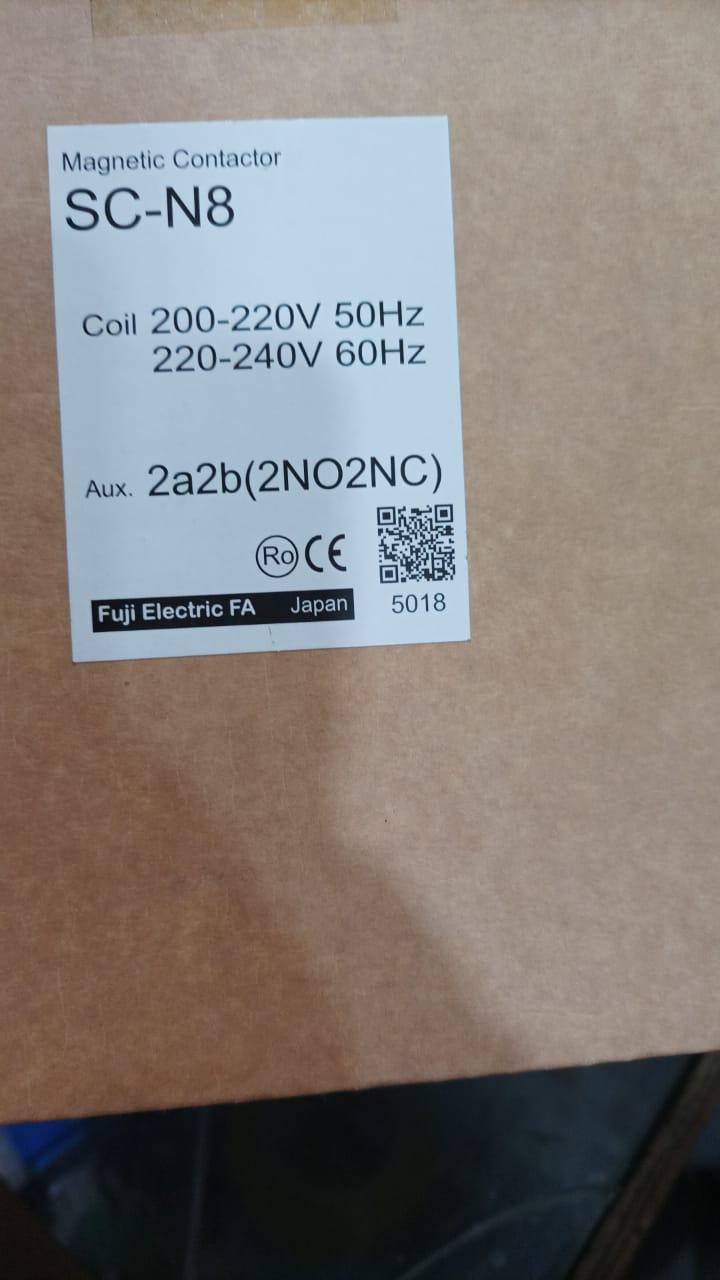 Magnetic Contactor
SC-N8
Coil 200-220V 50Hz
220-240V 60Hz
Aux. 2a2b(2NO2NC)
Ro CE
Fuji Electric FA Japan 5018